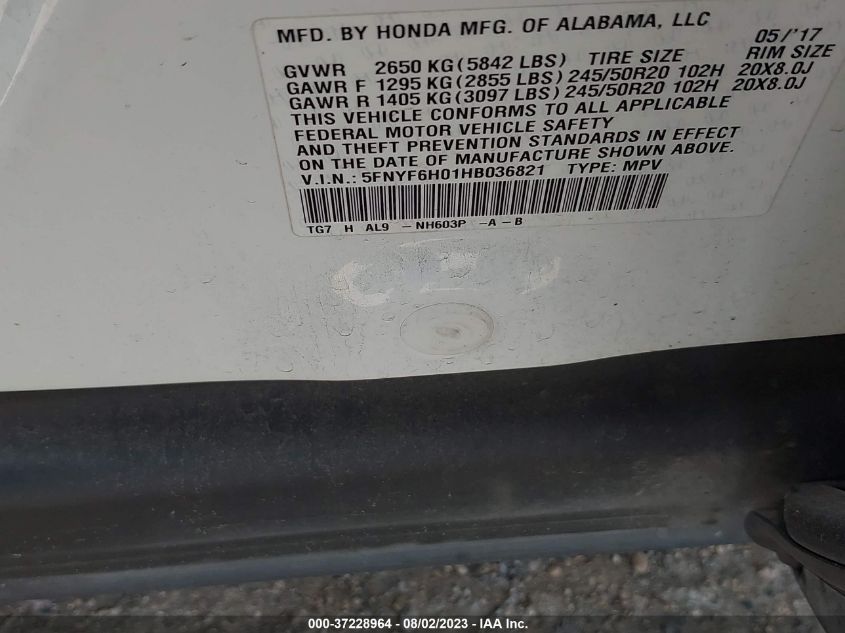 MFD. BY HONDA MFG. OF ALABAMA, LLC
05/'17
GVWR 2650 KG (5842 LBS) TIRE SIZE RIM SIZE
GAWR F 1295 KG (2855 LBS) 245/50R20 102H 20X8.0J
GAWR R 1405 KG (3097 LBS) 245/50R20 102H 20X8.0J
THIS VEHICLE CONFORMS TO ALL APPLICABLE
FEDERAL MOTOR VEHICLE SAFETY
AND THEFT PREVENTION STANDARDS IN EFFECT
ON THE DATE OF MANUFACTURE SHOWN ABOVE.
V.I.N.: 5FNYF6H01HB036821 TYPE: MPV
TG7 H AL9 -NH603P -A-B
000-37228964 - 08/02/2023 - © IAA, Inc.